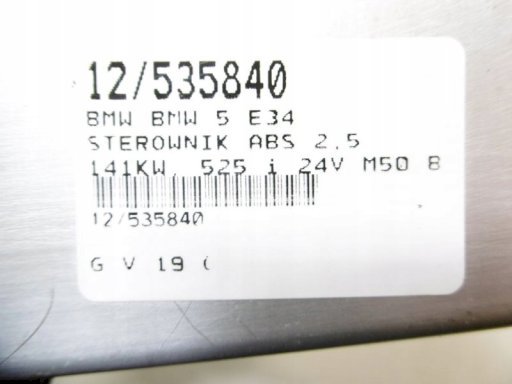 12/535840
BMW BMW 5 E34
STEROWNIK ABS 2.5
141KW, 525 i 24V M50 B
12/535840
G V 19 (